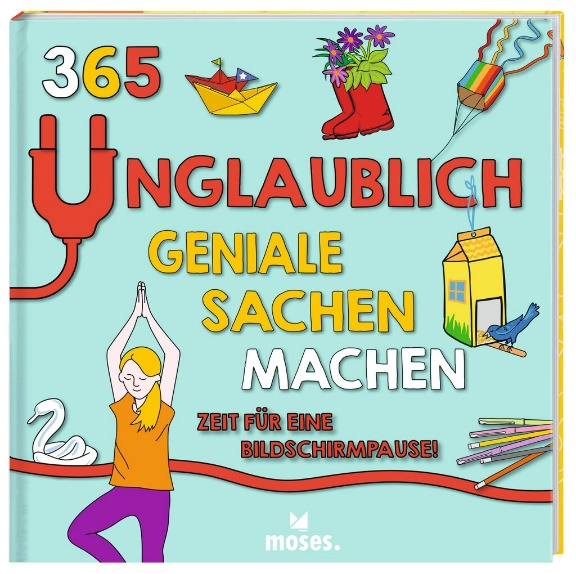 365
UNGLAUBLICH
GENIALE
SACHEN
MACHEN
ZEIT FÜR EINE
BILDSCHIRMPAUSE!
moses.